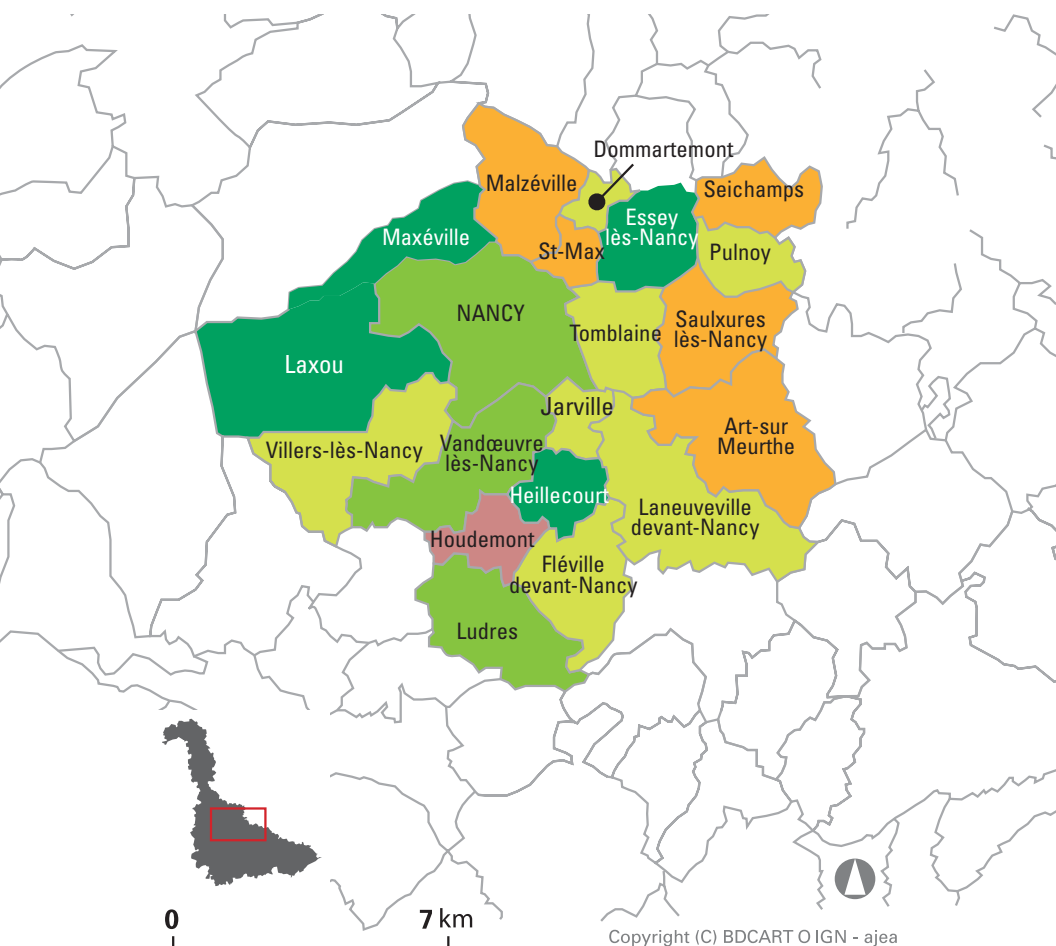 Dommartemont
Malzéville
Seichamps
Essey
lès-Nancy
Maxéville
St-Max
Pulnoy
NANCY
Tomblaine
Saulxures
lès-Nancy
Laxou
Jarville
Art-sur
Meurthe
Villers-lès-Nancy
Vandœuvre
lès-Nancy
Heillecourt
Laneuveville
devant-Nancy
Houdemont
Fléville
devant-Nancy
Ludres
0
7 km
Copyright (C) BDCART O IGN - ajea